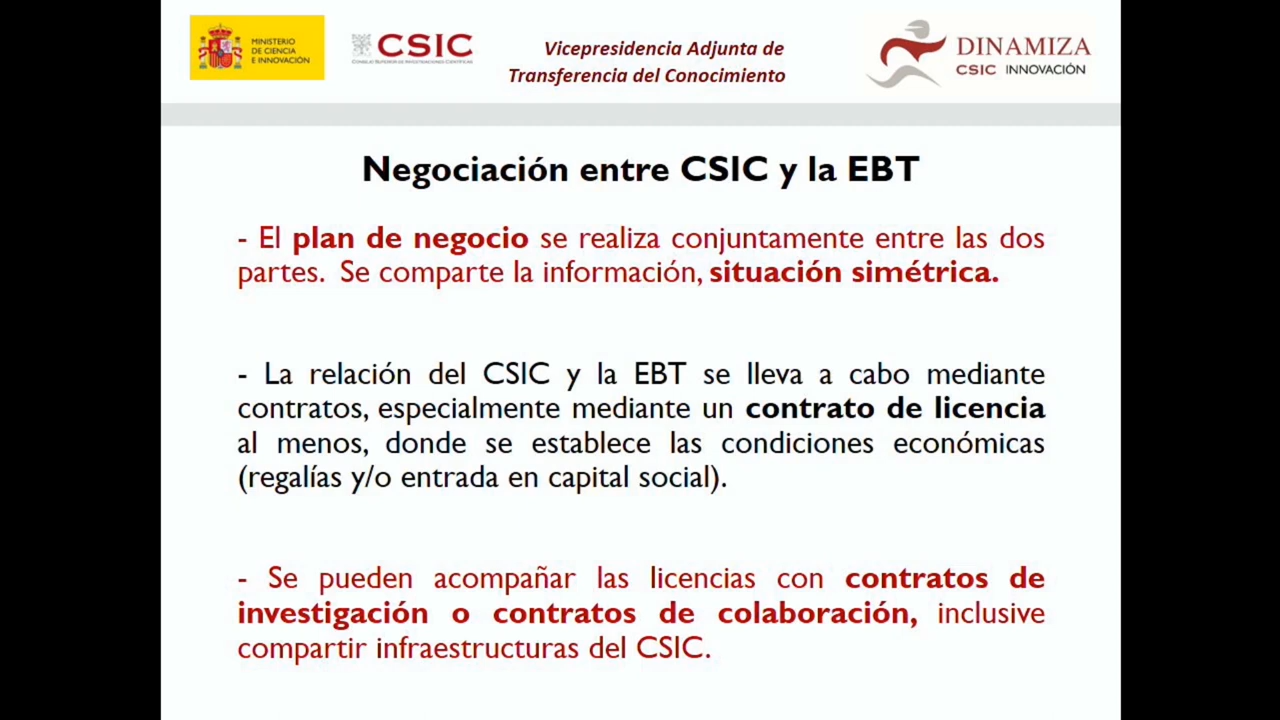 MINISTERIO
DE CIENCIA
E INNOVACIÓN
CSIC
CONSEJO SUPERIOR DE INVESTIGACIONES CIENTÍFICAS
Vicepresidencia Adjunta de
Transferencia del Conocimiento
DINAMIZA
CSIC INNOVACIÓN
Negociación entre CSIC y la EBT
- El plan de negocio se realiza conjuntamente entre las dos
partes. Se comparte la información, situación simétrica.
- La relación del CSIC y la EBT se lleva a cabo mediante
contratos, especialmente mediante un contrato de licencia
al menos, donde se establece las condiciones económicas
(regalías y/o entrada en capital social).
- Se pueden acompañar las licencias con contratos de
investigación o contratos de colaboración, inclusive
compartir infraestructuras del CSIC.